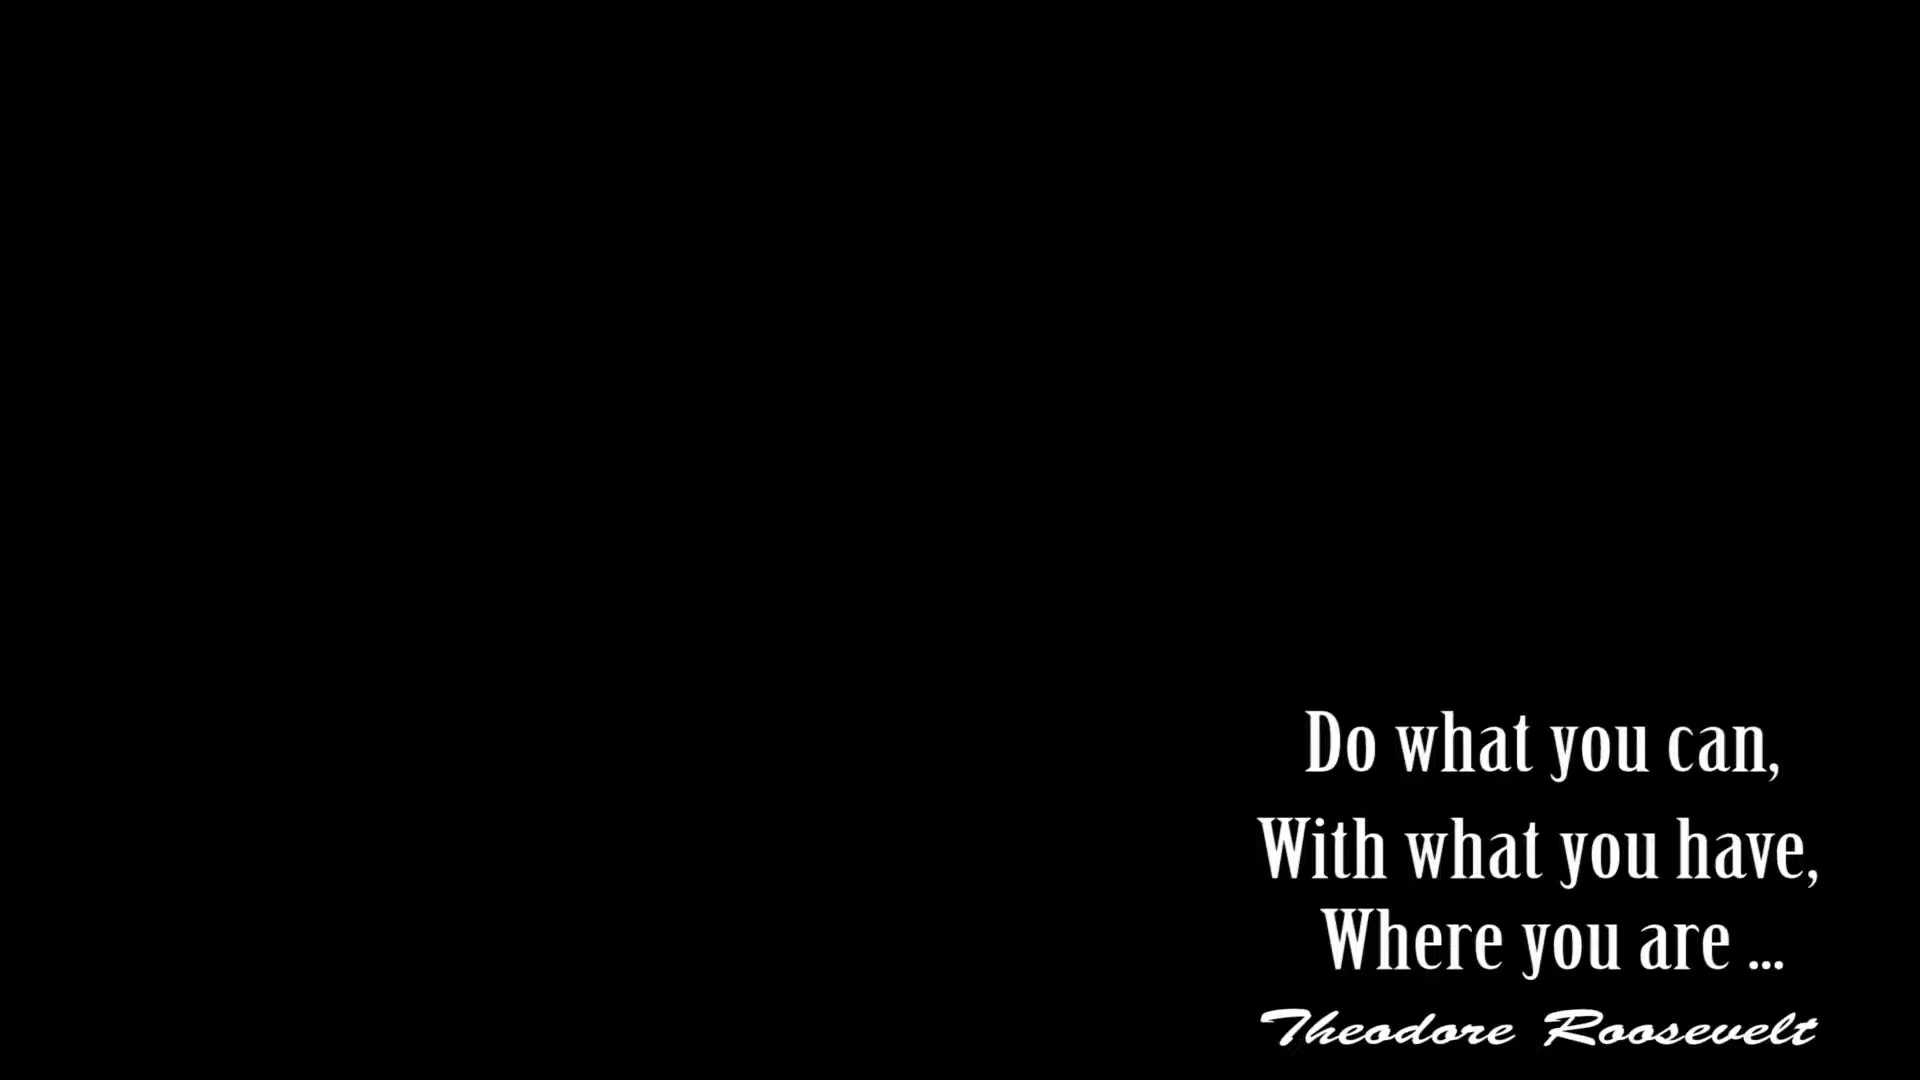 Do what you can,
With what you have,
Where you are ...
Theodore Roosevelt